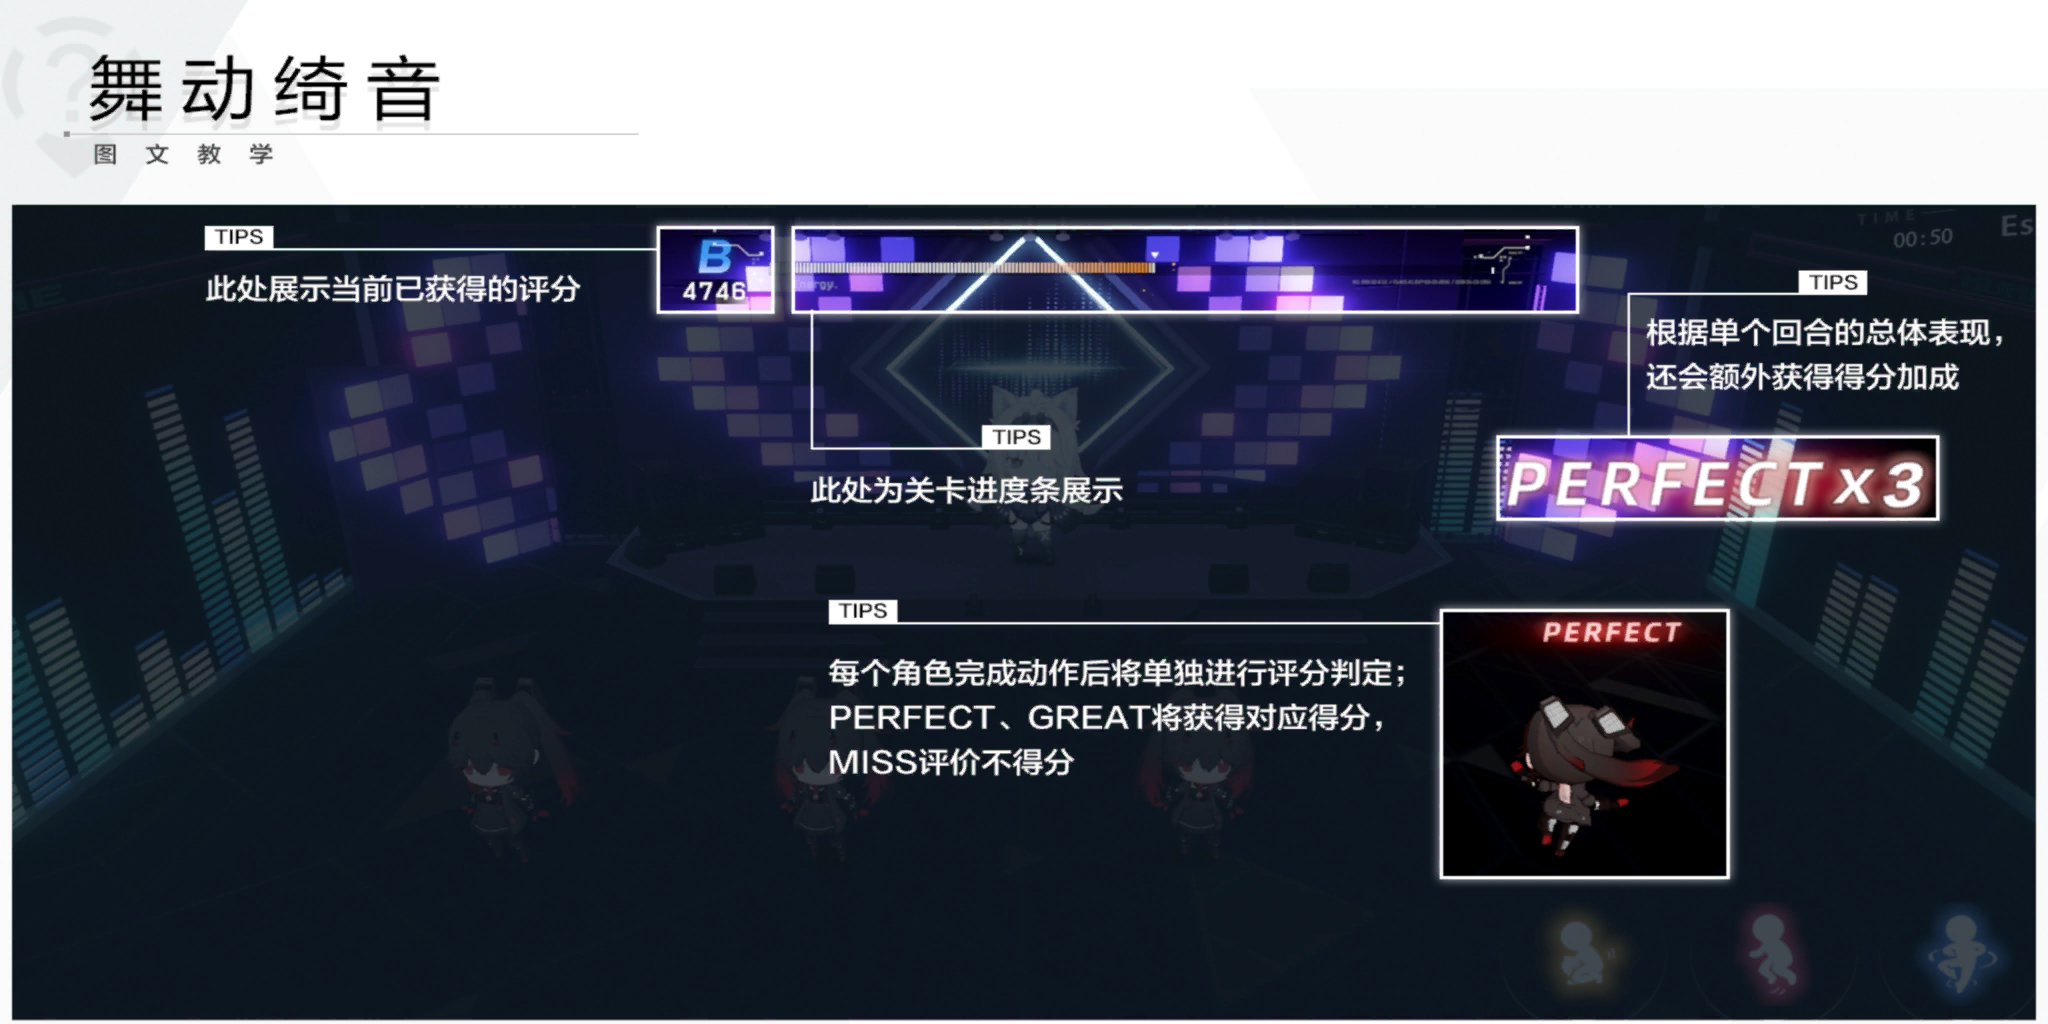 舞动绮音
图文教学
TIME
00:50
Es
TIPS
此处展示当前已获得的评分
B
4746
Energy.
TIPS
根据单个回合的总体表现，
还会额外获得得分加成
TIPS
此处为关卡进度条展示
PERFECT x 3
TIPS
每个角色完成动作后将单独进行评分判定；
PERFECT、GREAT将获得对应得分，
MISS评价不得分
PERFECT